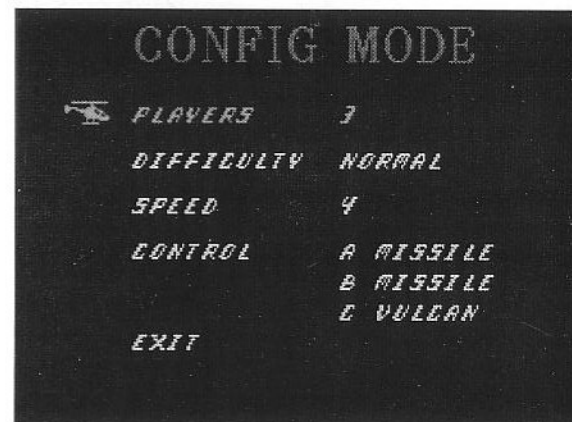 CONFIG MODE
PLAYERS 3
DIFFICULTY NORMAL
SPEED 4
CONTROL A MISSILE
B MISSILE
C VULCAN
EXIT